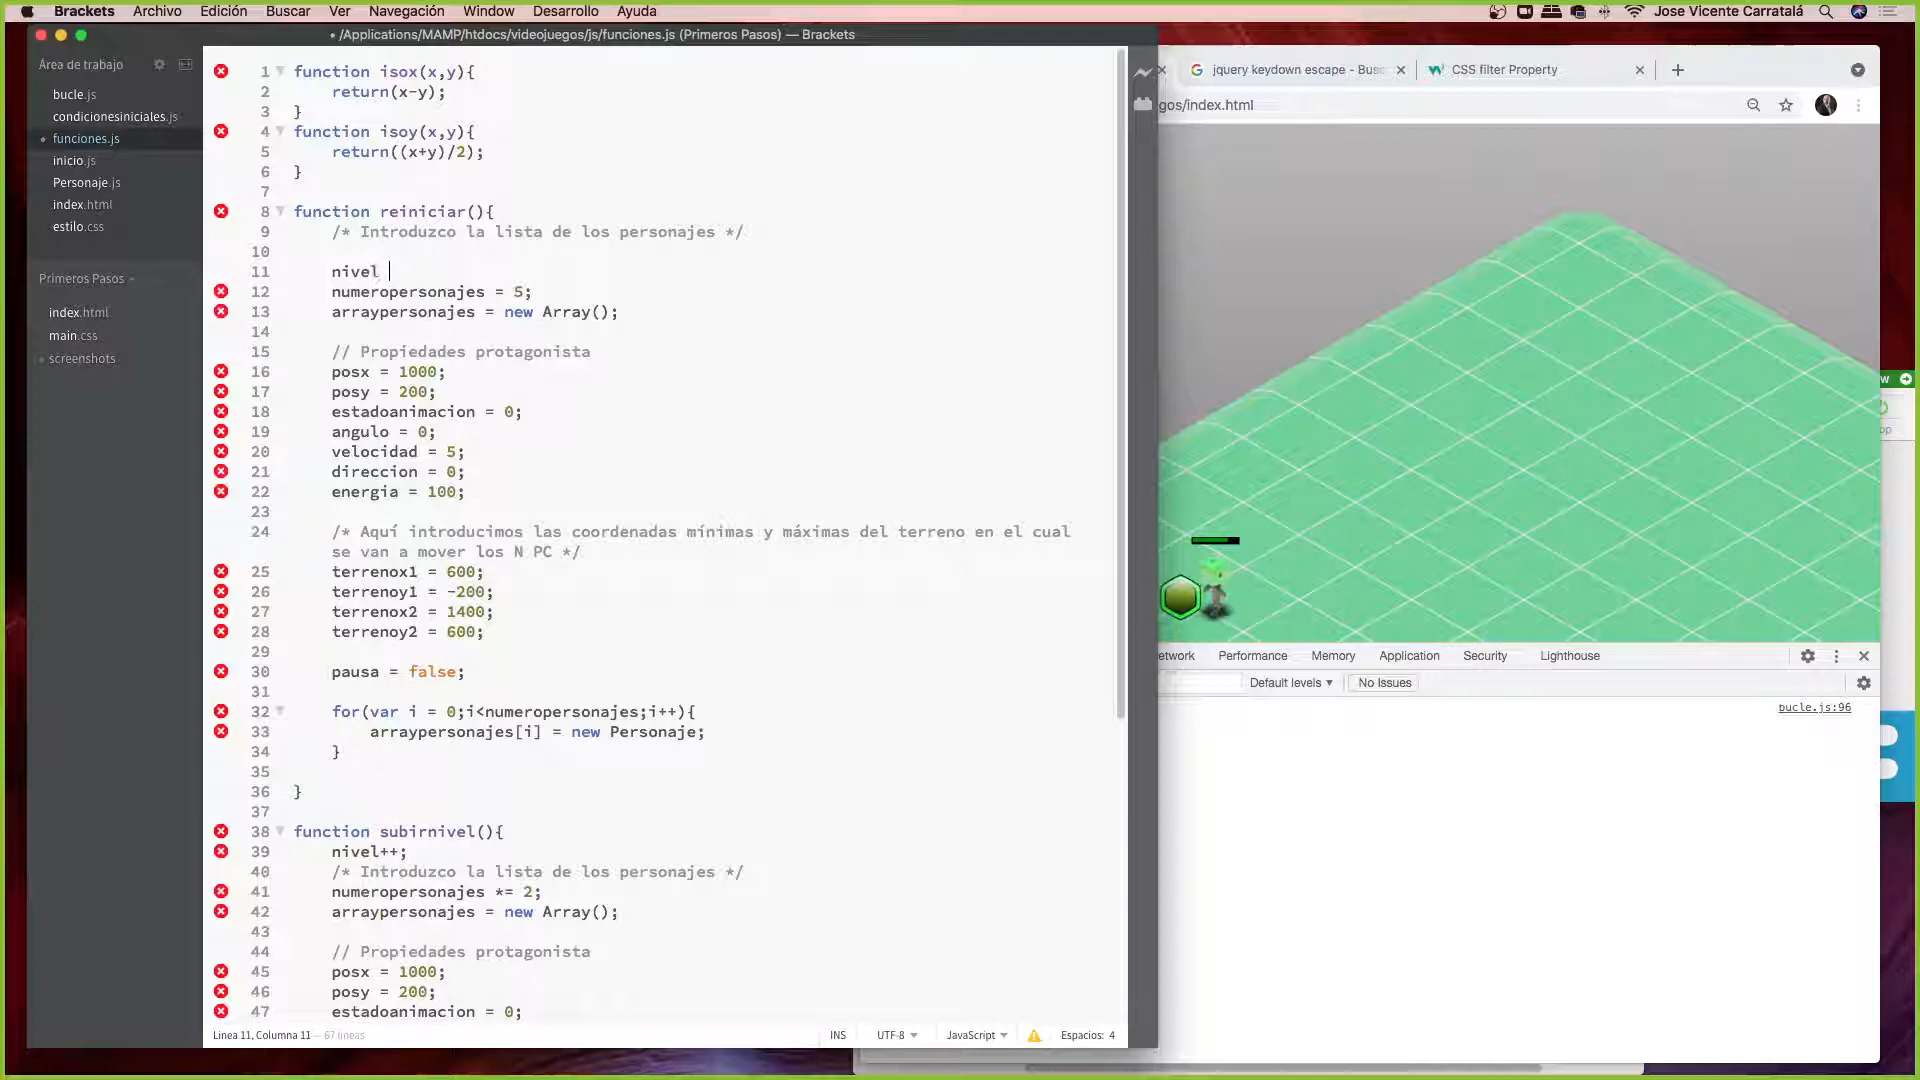 Brackets Archivo Edición Buscar Ver Navegación Window Desarrollo Ayuda Jose Vicente Carratalá
• /Applications/MAMP/htdocs/videojuegos/js/funciones.js (Primeros Pasos) — Brackets
Área de trabajo
bucle.js
condicionesiniciales.js
funciones.js
inicio.js
Personaje.js
index.html
estilo.css
Primeros Pasos
index.html
main.css
screenshots
1 function isox(x,y){
2 return(x-y);
3 }
4 function isoy(x,y){
5 return((x+y)/2);
6 }
7
8 function reiniciar(){
9 /* Introduzco la lista de los personajes */
10
11 nivel
12 numeropersonajes = 5;
13 arraypersonajes = new Array();
14
15 // Propiedades protagonista
16 posx = 1000;
17 posy = 200;
18 estadoanimacion = 0;
19 angulo = 0;
20 velocidad = 5;
21 direccion = 0;
22 energia = 100;
23
24 /* Aquí introducimos las coordenadas mínimas y máximas del terreno en el cual
se van a mover los N PC */
25 terrenox1 = 600;
26 terrenoy1 = -200;
27 terrenox2 = 1400;
28 terrenoy2 = 600;
29
30 pausa = false;
31
32 for(var i = 0;i<numeropersonajes;i++){
33 arraypersonajes[i] = new Personaje;
34 }
35
36 }
37
38 function subirnivel(){
39 nivel++;
40 /* Introduzco la lista de los personajes */
41 numeropersonajes *= 2;
42 arraypersonajes = new Array();
43
44 // Propiedades protagonista
45 posx = 1000;
46 posy = 200;
47 estadoanimacion = 0;
Línea 11, Columna 11 — 67 líneas INS UTF-8 JavaScript Espacios: 4
jquery keydown escape - Bus CSS filter Property
gos/index.html
etwork Performance Memory Application Security Lighthouse
Default levels No Issues
bucle.js:96
w
op